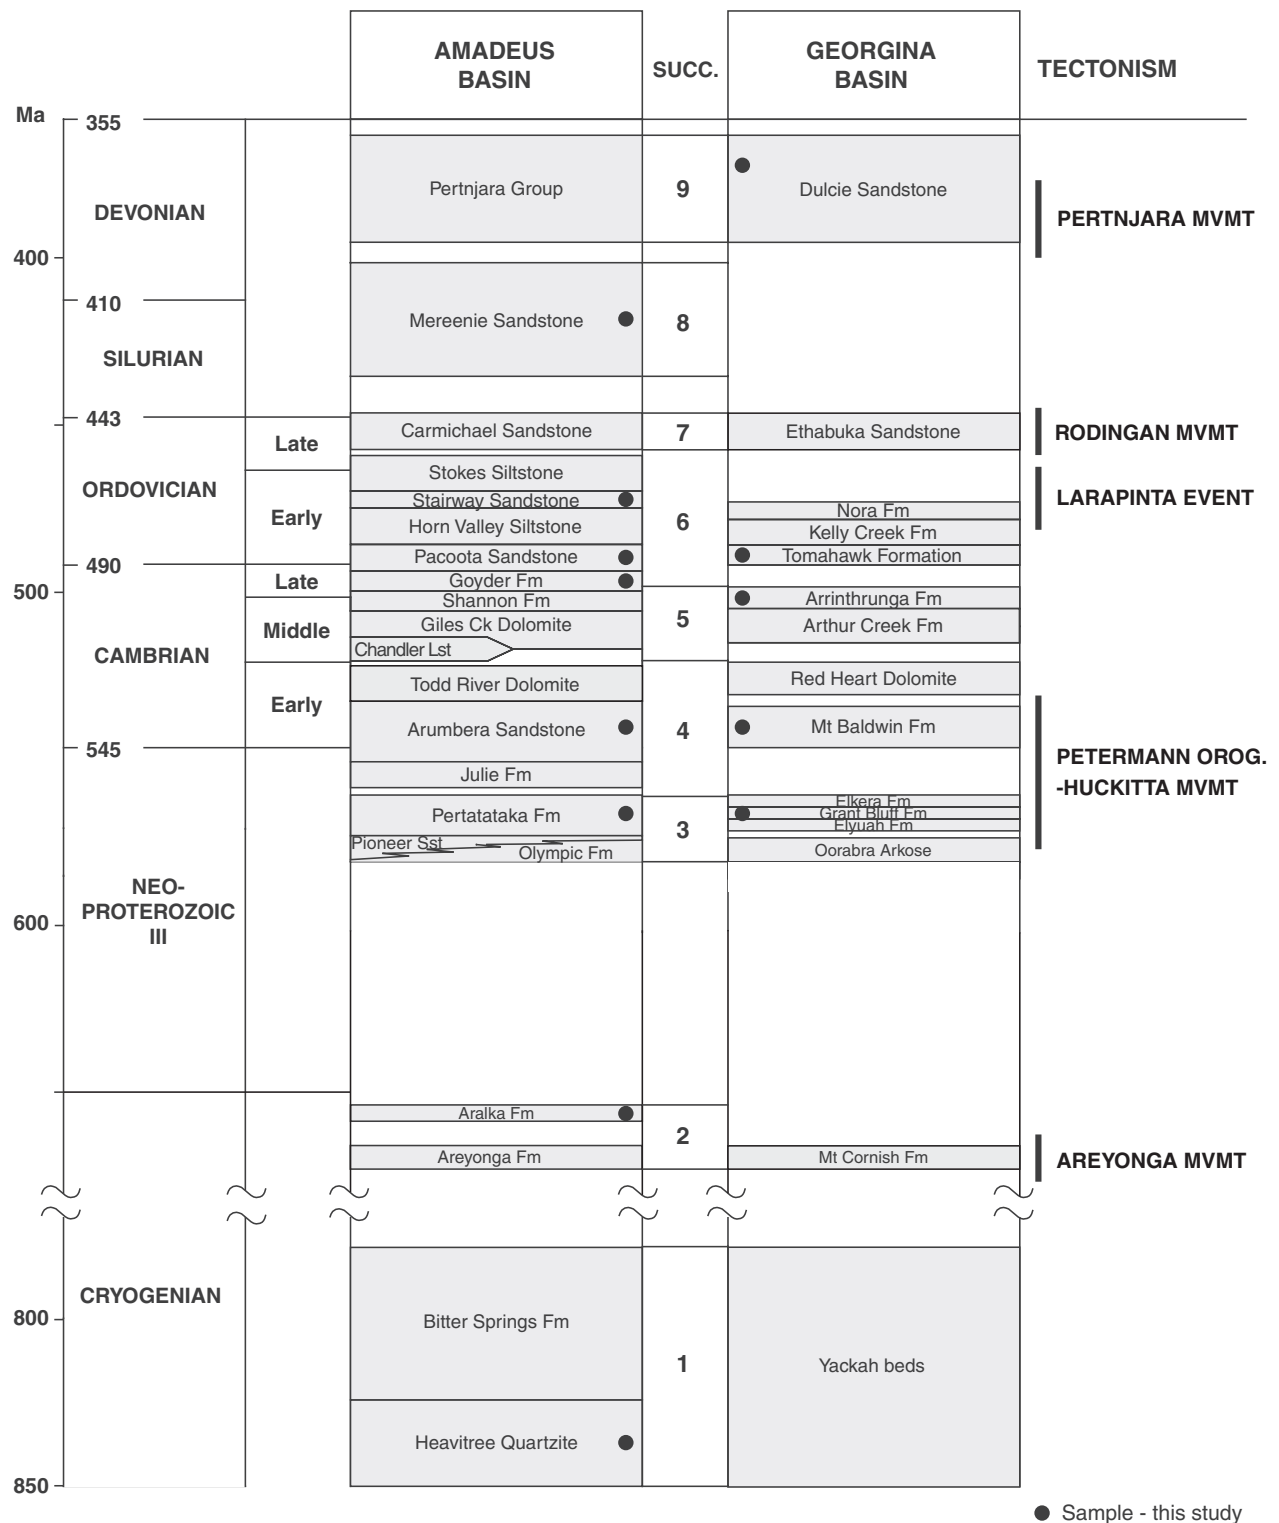 AMADEUS
BASIN
SUCC.
GEORGINA
BASIN
TECTONISM
Ma
355
DEVONIAN
400
410
SILURIAN
443
ORDOVICIAN
Late
Early
490
500
CAMBRIAN
Late
Middle
Early
545
NEO-
PROTEROZOIC
III
600
CRYOGENIAN
800
850
Pertnjara Group
Mereenie Sandstone
Carmichael Sandstone
Stokes Siltstone
Stairway Sandstone
Horn Valley Siltstone
Pacoota Sandstone
Goyder Fm
Shannon Fm
Giles Ck Dolomite
Chandler Lst
Todd River Dolomite
Arumbera Sandstone
Julie Fm
Pertatataka Fm
Pioneer Sst
Olympic Fm
Aralka Fm
Areyonga Fm
Bitter Springs Fm
Heavitree Quartzite
9
8
7
6
5
4
3
2
1
Dulcie Sandstone
Ethabuka Sandstone
Nora Fm
Kelly Creek Fm
Tomahawk Formation
Arrinthrunga Fm
Arthur Creek Fm
Red Heart Dolomite
Mt Baldwin Fm
Elkera Fm
Grant Bluff Fm
Elyuah Fm
Oorabra Arkose
Mt Cornish Fm
Yackah beds
PERTNJARA MVMT
RODINGAN MVMT
LARAPINTA EVENT
PETERMANN OROG.
-HUCKITTA MVMT
AREYONGA MVMT
Sample - this study